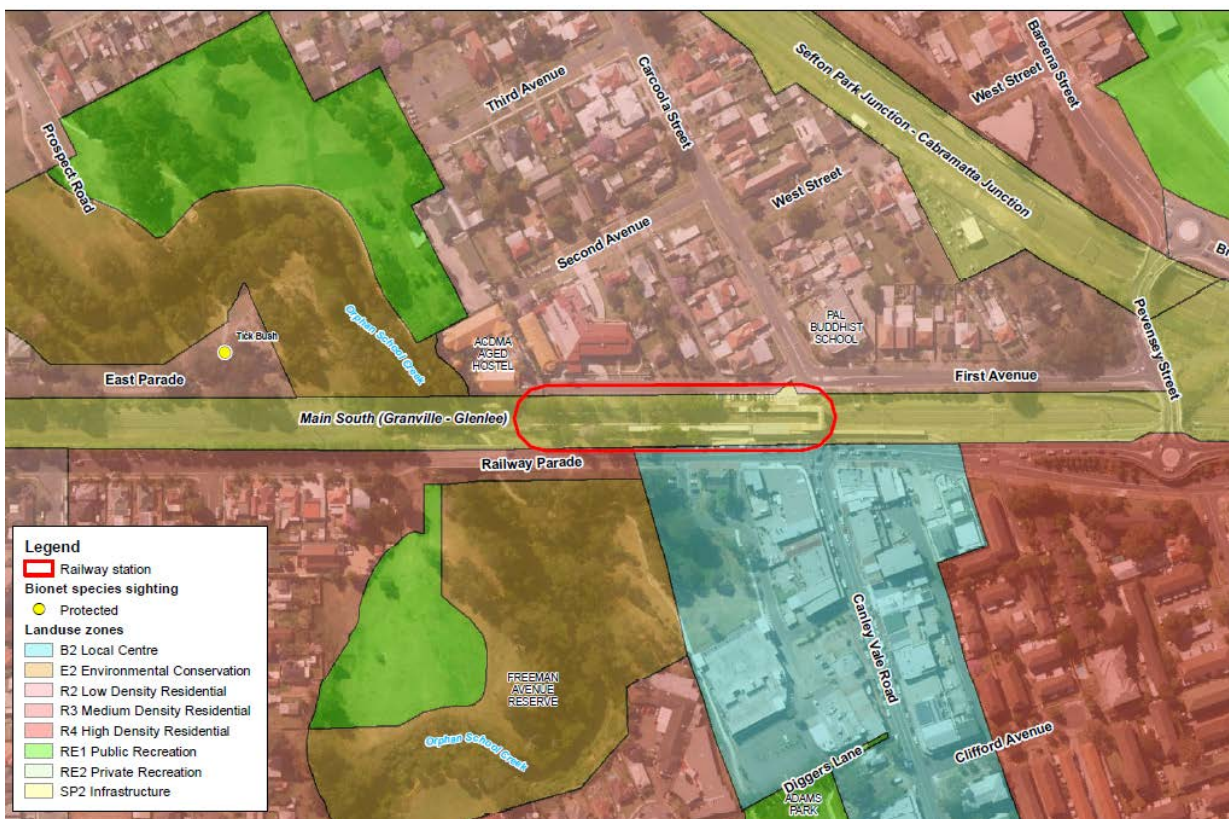 Third Avenue
Carcoola Street
Sefton Park Junction - Cabramatta Junction
West Street
Bareena Street
Prospect Road
West Street
Second Avenue
Tick Bush
Orphan School Creek
ACDMA
AGED
HOSTEL
PAL
BUDDHIST
SCHOOL
Pevensey Street
East Parade
First Avenue
Main South (Granville - Glenlee)
Railway Parade
Legend
Railway station
Bionet species sighting
Protected
Landuse zones
B2 Local Centre
E2 Environmental Conservation
R2 Low Density Residential
R3 Medium Density Residential
R4 High Density Residential
RE1 Public Recreation
RE2 Private Recreation
SP2 Infrastructure
FREEMAN
AVENUE
RESERVE
Orphan School Creek
Canley Vale Road
Clifford Avenue
Diggers Lane
ADAMS
PARK